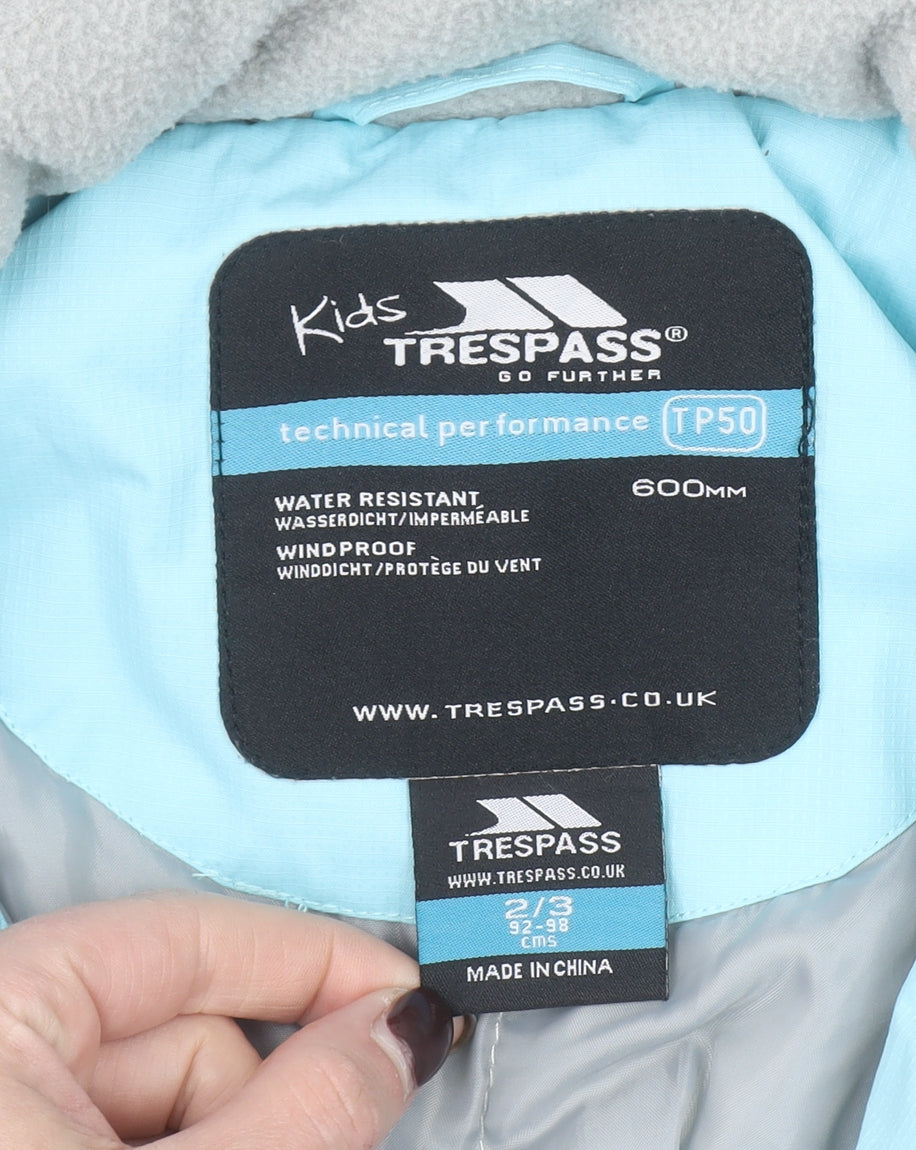 Kids
TRESPASS®
GO FURTHER
technical performance TP50
WATER RESISTANT 600MM
WASSERDICHT/IMPERMÉABLE
WINDPROOF
WINDDICHT/PROTÈGE DU VENT
WWW.TRESPASS.CO.UK
TRESPASS
WWW.TRESPASS.CO.UK
2/3
92-98
cms
MADE IN CHINA